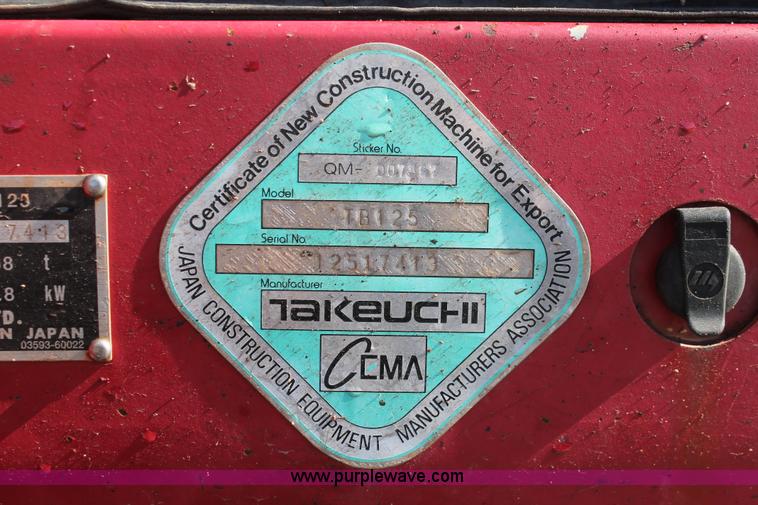 Certificate of New Construction Machine for Export
Sticker No.
QM-
Model
TB125
Serial No.
12517413
Manufacturer
TAKEUCHI
CEMA
JAPAN CONSTRUCTION EQUIPMENT MANUFACTURERS ASSOCIATION
125
7413
8 t
.8 kW
TD.
N JAPAN
03593-60022
www.purplewave.com